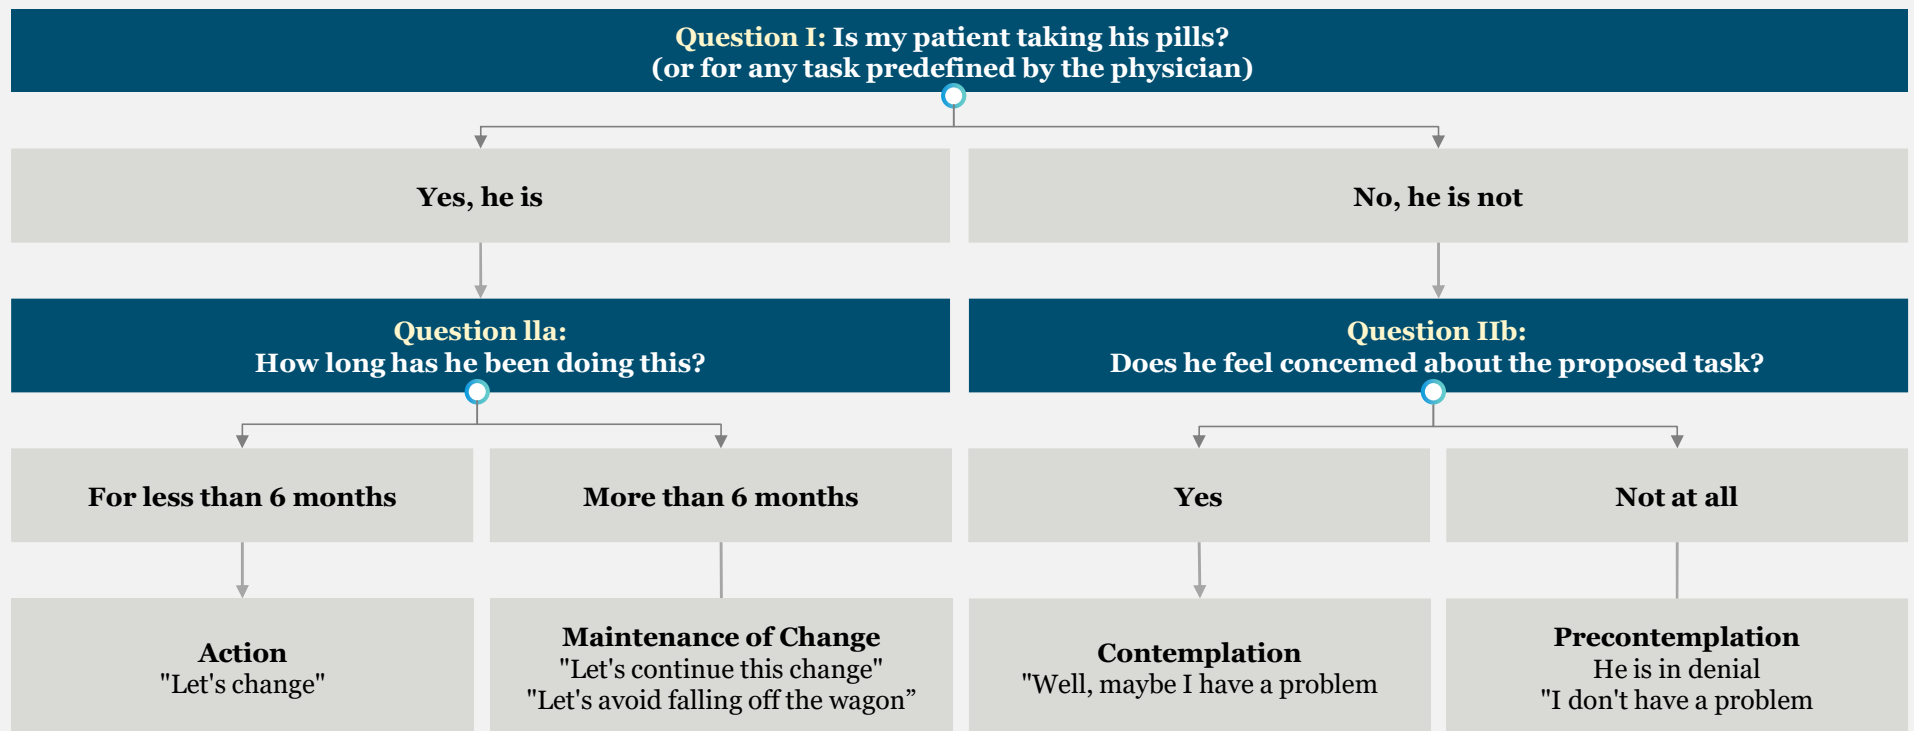 Question I: Is my patient taking his pills?
(or for any task predefined by the physician)
Yes, he is
No, he is not
Question lla:
How long has he been doing this?
Question IIb:
Does he feel concemed about the proposed task?
For less than 6 months
More than 6 months
Yes
Not at all
Action
"Let's change"
Maintenance of Change
"Let's continue this change"
"Let's avoid falling off the wagon”
Contemplation
"Well, maybe I have a problem
Precontemplation
He is in denial
"I don't have a problem